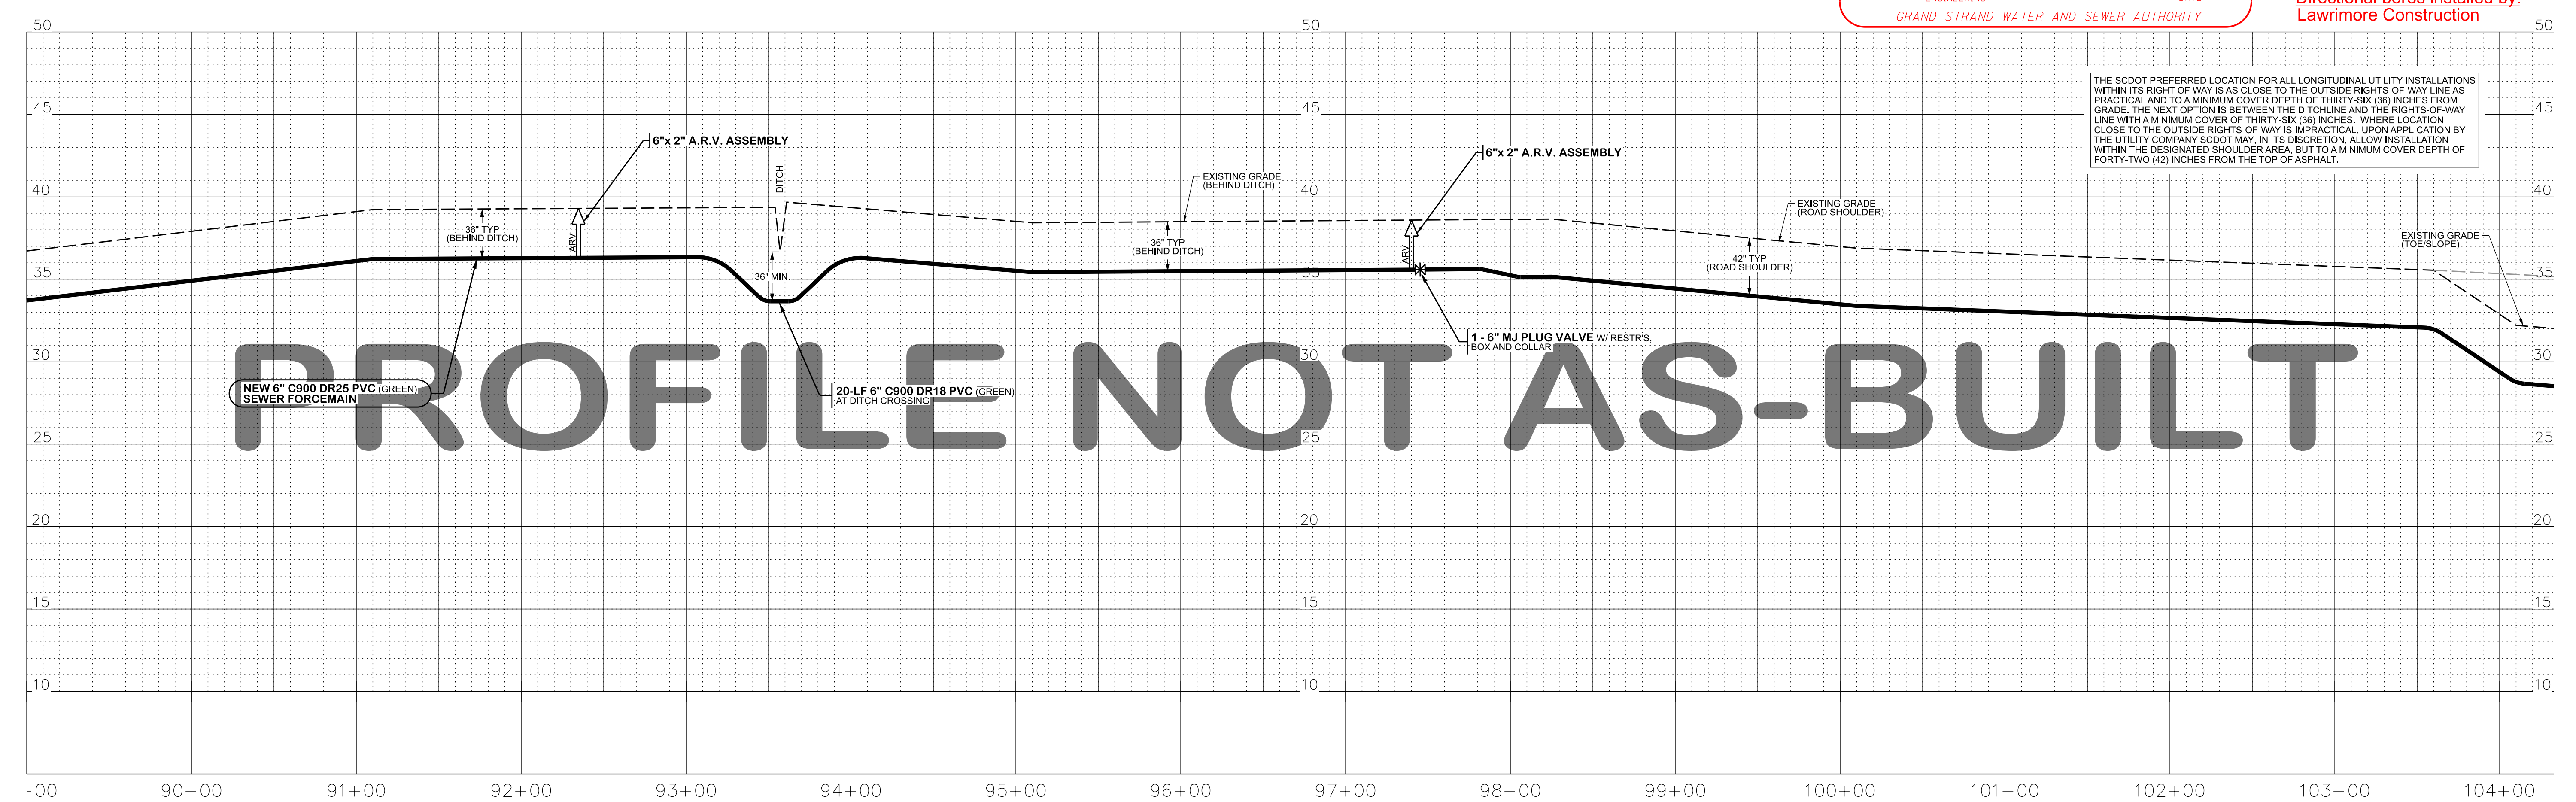 GRAND STRAND WATER AND SEWER AUTHORITY
Lawrimore Construction
50
50
50
THE SCDOT PREFERRED LOCATION FOR ALL LONGITUDINAL UTILITY INSTALLATIONS
WITHIN ITS RIGHT OF WAY IS AS CLOSE TO THE OUTSIDE RIGHTS-OF-WAY LINE AS
PRACTICAL AND TO A MINIMUM COVER DEPTH OF THIRTY-SIX (36) INCHES FROM
GRADE. THE NEXT OPTION IS BETWEEN THE DITCHLINE AND THE RIGHTS-OF-WAY
LINE WITH A MINIMUM COVER OF THIRTY-SIX (36) INCHES. WHERE LOCATION
CLOSE TO THE OUTSIDE RIGHTS-OF-WAY IS IMPRACTICAL, UPON APPLICATION BY
THE UTILITY COMPANY SCDOT MAY, IN ITS DISCRETION, ALLOW INSTALLATION
WITHIN THE DESIGNATED SHOULDER AREA, BUT TO A MINIMUM COVER DEPTH OF
FORTY-TWO (42) INCHES FROM THE TOP OF ASPHALT.
45
45
45
6"x 2" A.R.V. ASSEMBLY
6"x 2" A.R.V. ASSEMBLY
DITCH
EXISTING GRADE
(BEHIND DITCH)
40
40
40
EXISTING GRADE
(ROAD SHOULDER)
36" TYP
(BEHIND DITCH)
ARV
36" TYP
(BEHIND DITCH)
ARV
42" TYP
(ROAD SHOULDER)
EXISTING GRADE
(TOE/SLOPE)
36" MIN.
35
35
35
1 - 6" MJ PLUG VALVE W/ RESTR'S,
BOX AND COLLAR
30
30
30
NEW 6" C900 DR25 PVC (GREEN)
SEWER FORCEMAIN
20-LF 6" C900 DR18 PVC (GREEN)
AT DITCH CROSSING
PROFILE NOT AS-BUILT
25
25
25
20
20
20
15
15
15
10
10
10
-00
90+00
91+00
92+00
93+00
94+00
95+00
96+00
97+00
98+00
99+00
100+00
101+00
102+00
103+00
104+00